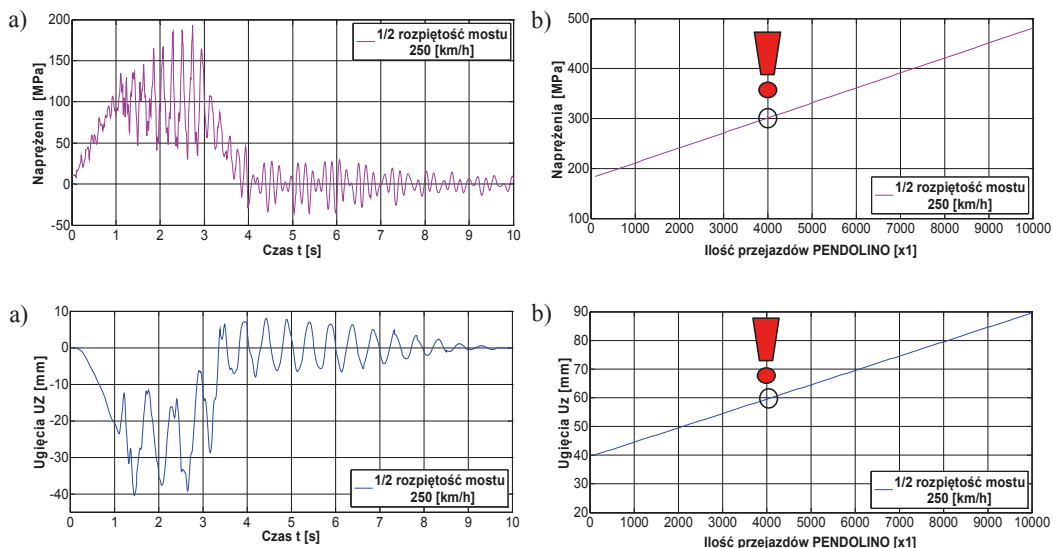 a)
Naprężenia [MPa]
200
150
100
50
0
-50
1/2 rozpiętość mostu
250 [km/h]
0 1 2 3 4 5 6 7 8 9 10
Czas t [s]
b)
Naprężenia [MPa]
500
400
300
200
100
1/2 rozpiętość mostu
250 [km/h]
0 1000 2000 3000 4000 5000 6000 7000 8000 9000 10000
Ilość przejazdów PENDOLINO [x1]
a)
Ugięcia UZ [mm]
10
0
-10
-20
-30
-40
1/2 rozpiętość mostu
250 [km/h]
0 1 2 3 4 5 6 7 8 9 10
Czas t [s]
b)
Ugięcia Uz [mm]
90
80
70
60
50
40
30
20
1/2 rozpiętość mostu
250 [km/h]
0 1000 2000 3000 4000 5000 6000 7000 8000 9000 10000
Ilość przejazdów PENDOLINO [x1]